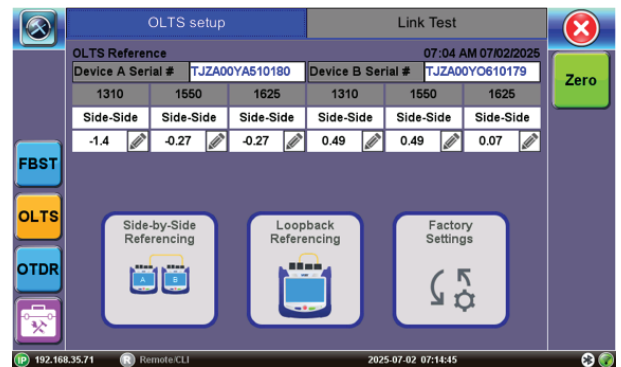 OLTS setup
Link Test
OLTS Reference
07:04 AM 07/02/2025
Device A Serial # TJZA00YA510180 Device B Serial # TJZA00YO610179
Zero
1310 1550 1625 1310 1550 1625
Side-Side Side-Side Side-Side Side-Side Side-Side Side-Side
-1.4 -0.27 -0.27 0.49 0.49 0.07
FBST
OLTS
OTDR
Side-by-Side
Referencing
A B
Loopback
Referencing
Factory
Settings
IP 192.168.35.71 R Remote/CLI 2025-07-02 07:14:45